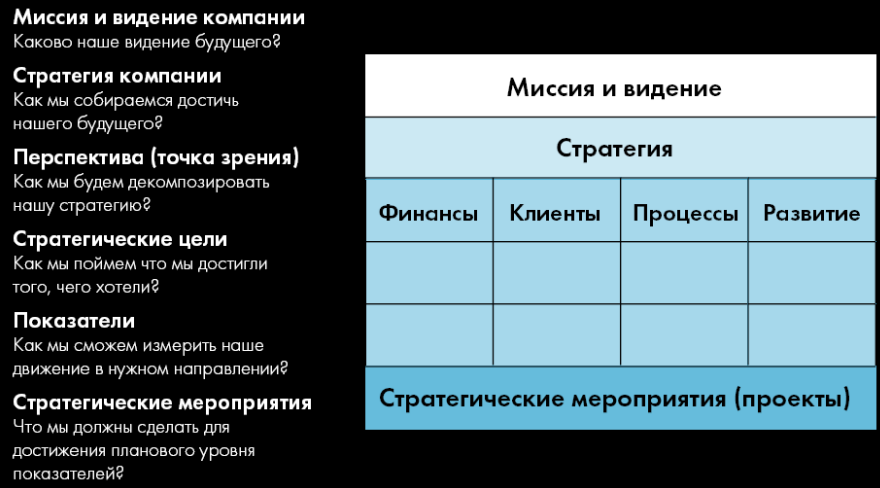 Миссия и видение компании
Каково наше видение будущего?
Стратегия компании
Как мы собираемся достичь
нашего будущего?
Перспектива (точка зрения)
Как мы будем декомпозировать
нашу стратегию?
Стратегические цели
Как мы поймем что мы достигли
того, чего хотели?
Показатели
Как мы сможем измерить наше
движение в нужном направлении?
Стратегические мероприятия
Что мы должны сделать для
достижения планового уровня
показателей?
Миссия и видение
Стратегия
Финансы Клиенты Процессы Развитие
Стратегические мероприятия (проекты)